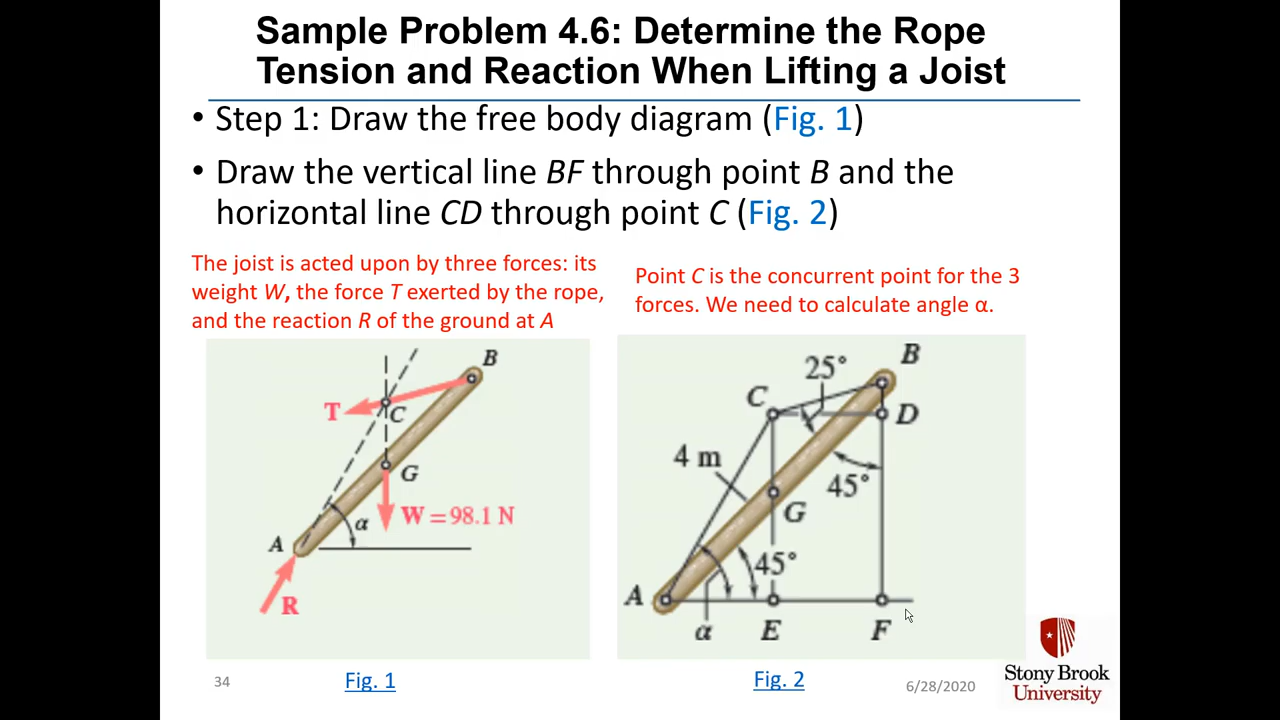 Sample Problem 4.6: Determine the Rope
Tension and Reaction When Lifting a Joist
• Step 1: Draw the free body diagram (Fig. 1)
• Draw the vertical line BF through point B and the
horizontal line CD through point C (Fig. 2)
The joist is acted upon by three forces: its
weight W, the force T exerted by the rope,
and the reaction R of the ground at A
Point C is the concurrent point for the 3
forces. We need to calculate angle α.
B
T
C
G
α
W = 98.1 N
A
R
B
25°
C
D
4 m
45°
G
45°
A
α
E
F
34
Fig. 1
Fig. 2
6/28/2020
Stony Brook
University